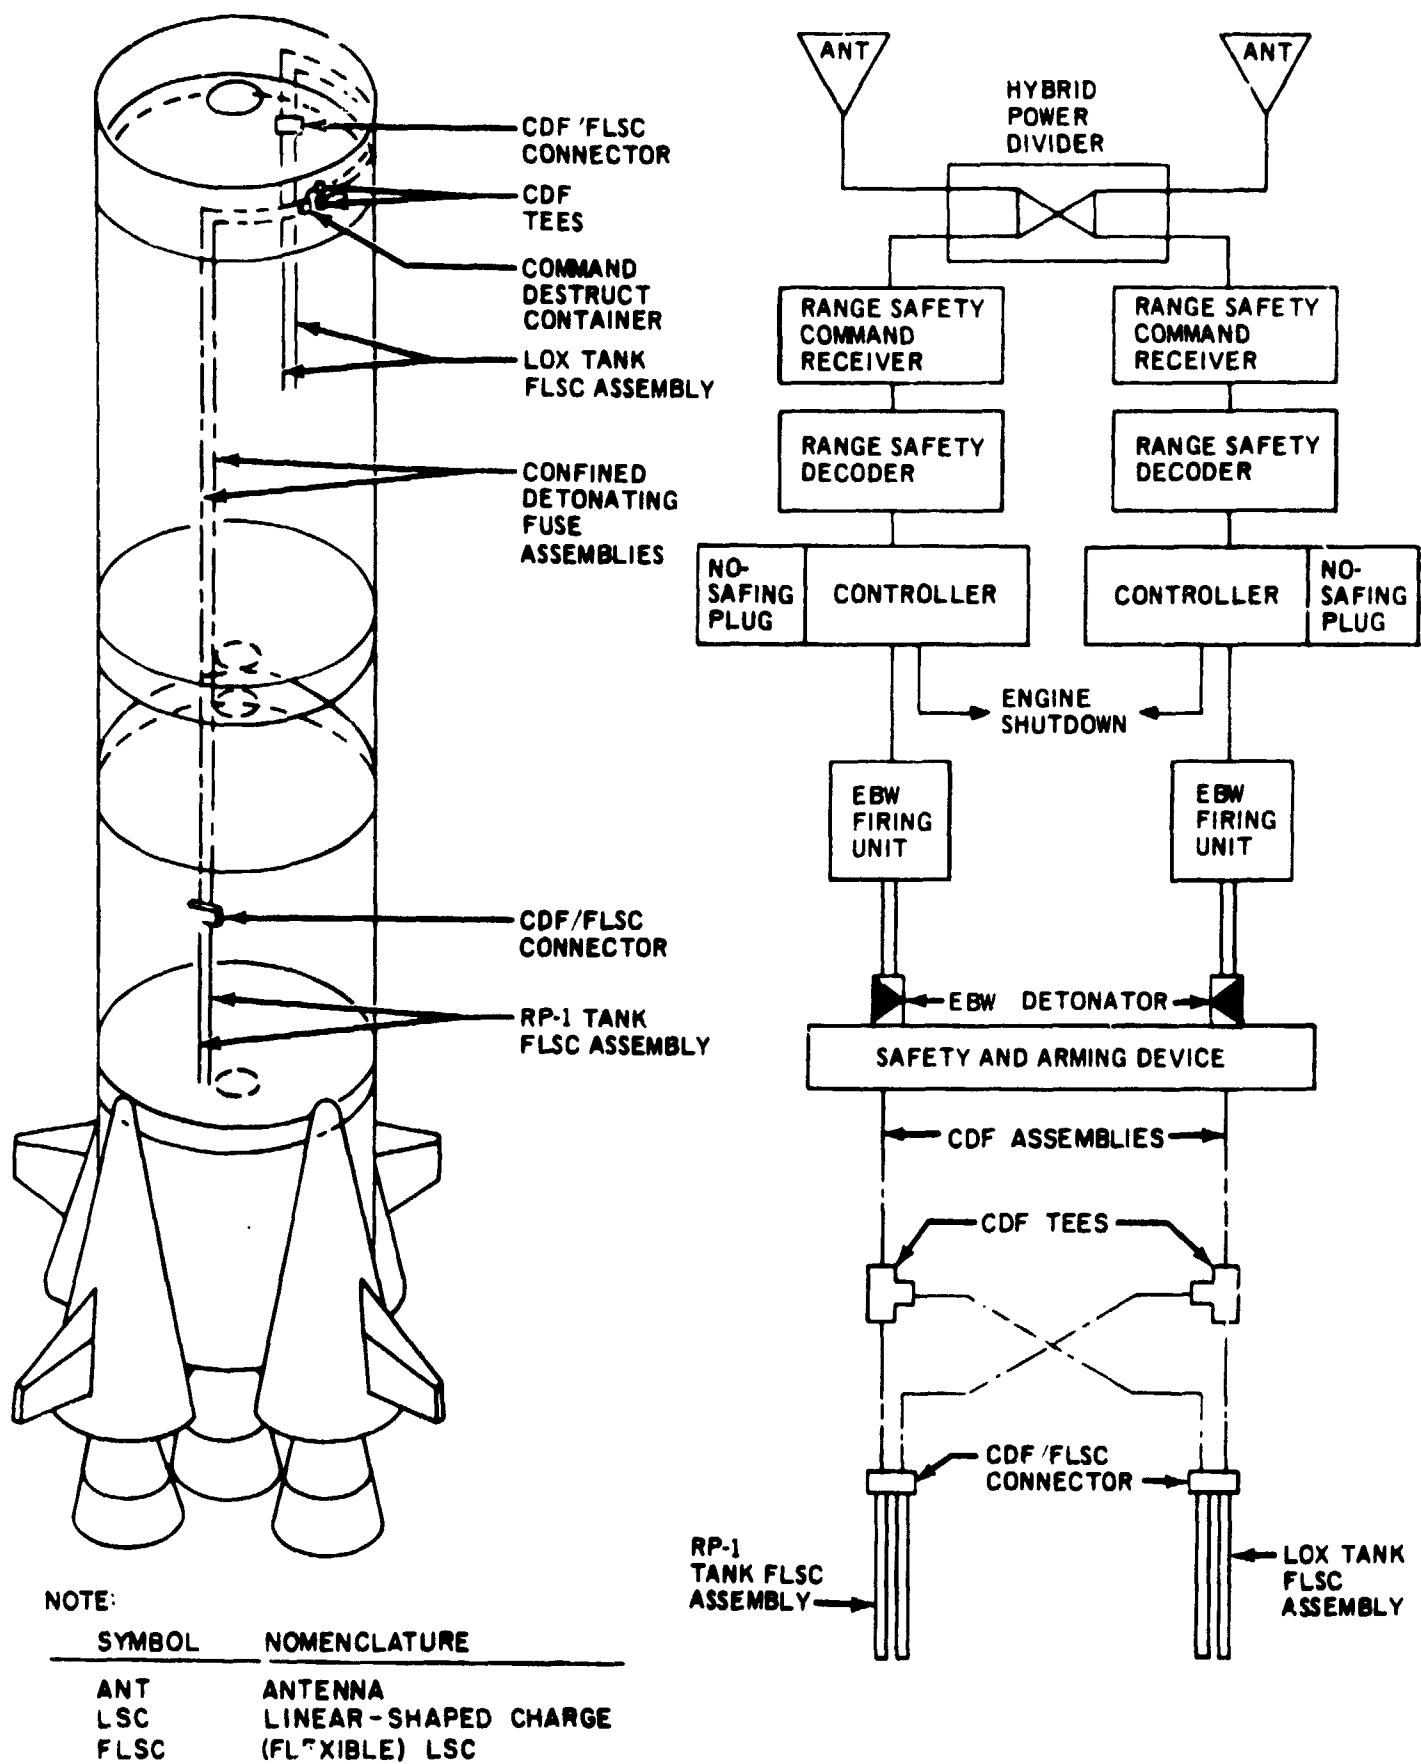 CDF/FLSC
CONNECTOR
CDF
TEES
COMMAND
DESTRUCT
CONTAINER
LOX TANK
FLSC ASSEMBLY
CONFINED
DETONATING
FUSE
ASSEMBLIES
CDF/FLSC
CONNECTOR
RP-1 TANK
FLSC ASSEMBLY
ANT
ANT
HYBRID
POWER
DIVIDER
RANGE SAFETY
COMMAND
RECEIVER
RANGE SAFETY
COMMAND
RECEIVER
RANGE SAFETY
DECODER
RANGE SAFETY
DECODER
NO-
SAFING
PLUG
CONTROLLER
CONTROLLER
NO-
SAFING
PLUG
ENGINE
SHUTDOWN
EBW
FIRING
UNIT
EBW
FIRING
UNIT
EBW DETONATOR
SAFETY AND ARMING DEVICE
CDF ASSEMBLIES
CDF TEES
CDF/FLSC
CONNECTOR
RP-1
TANK FLSC
ASSEMBLY
LOX TANK
FLSC
ASSEMBLY
NOTE:
SYMBOL NOMENCLATURE
ANT ANTENNA
LSC LINEAR-SHAPED CHARGE
FLSC (FLEXIBLE) LSC